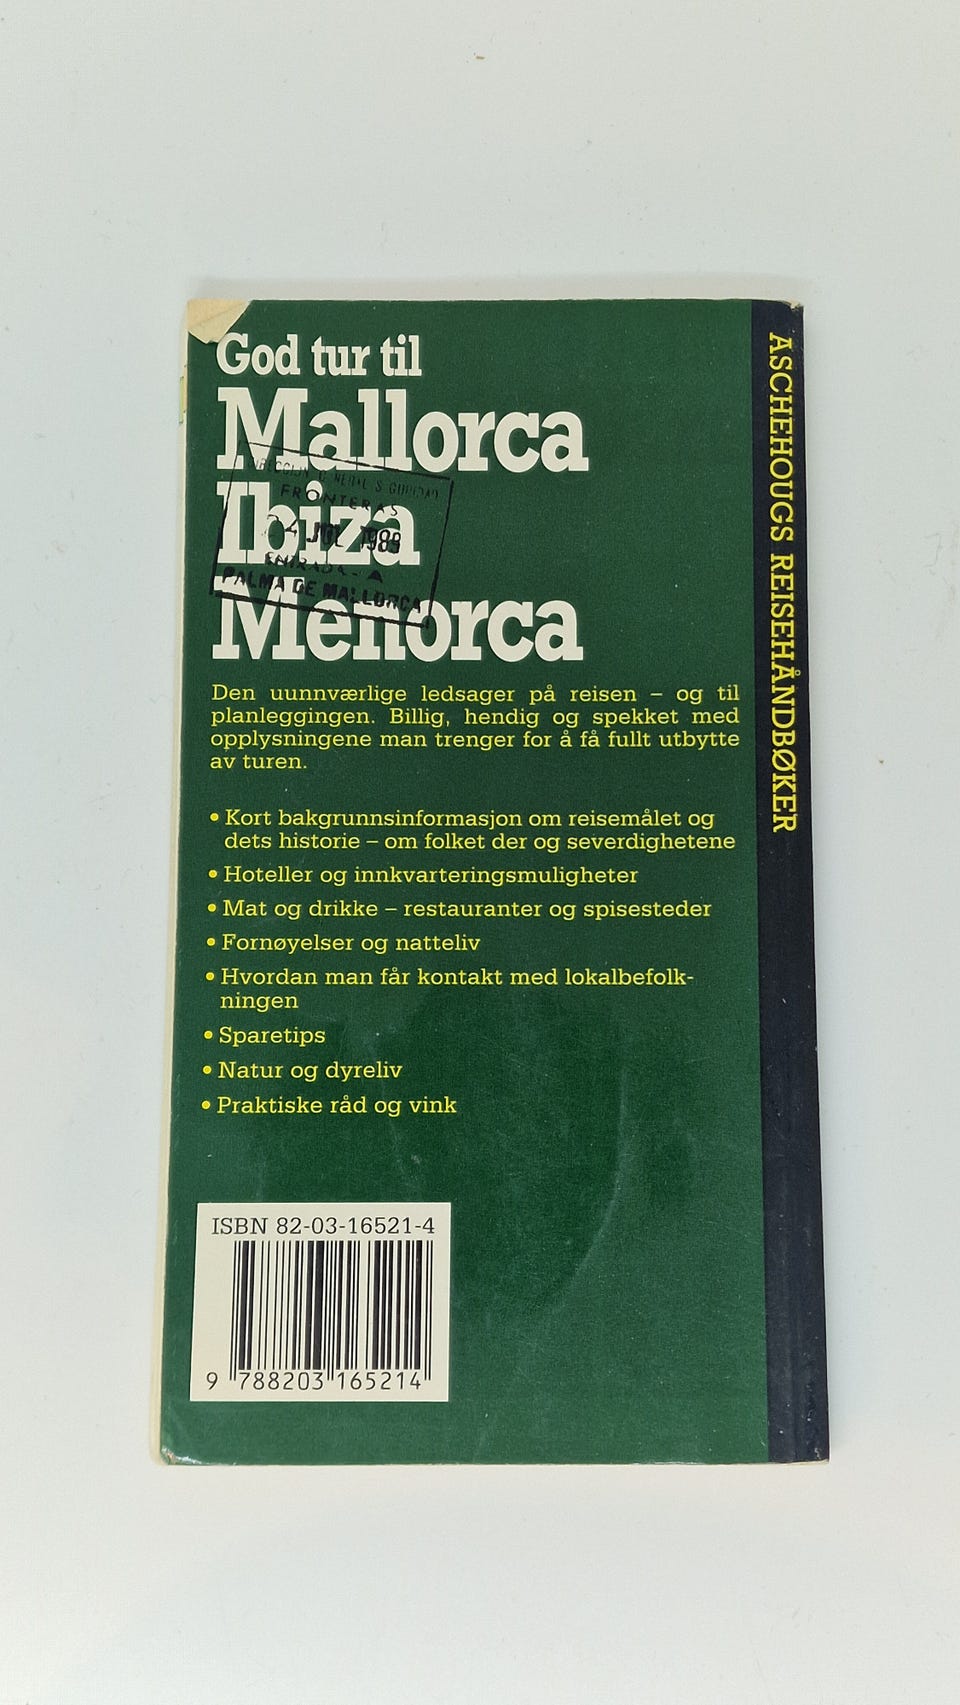 God tur til
Mallorca
Ibiza
Menorca
FRONTERAS
4 JUL 1989
ENTRADA - A
PALMA DE MALLORCA
Den uunnværlige ledsager på reisen – og til
planleggingen. Billig, hendig og spekket med
opplysningene man trenger for å få fullt utbytte
av turen.
• Kort bakgrunnsinformasjon om reisemålet og
dets historie – om folket der og severdighetene
• Hoteller og innkvarteringsmuligheter
• Mat og drikke – restauranter og spisesteder
• Fornøyelser og natteliv
• Hvordan man får kontakt med lokalbefolk-
ningen
• Sparetips
• Natur og dyreliv
• Praktiske råd og vink
ISBN 82-03-16521-4
9 788203 165214
ASCHEHOUGS REISEHÅNDBØKER